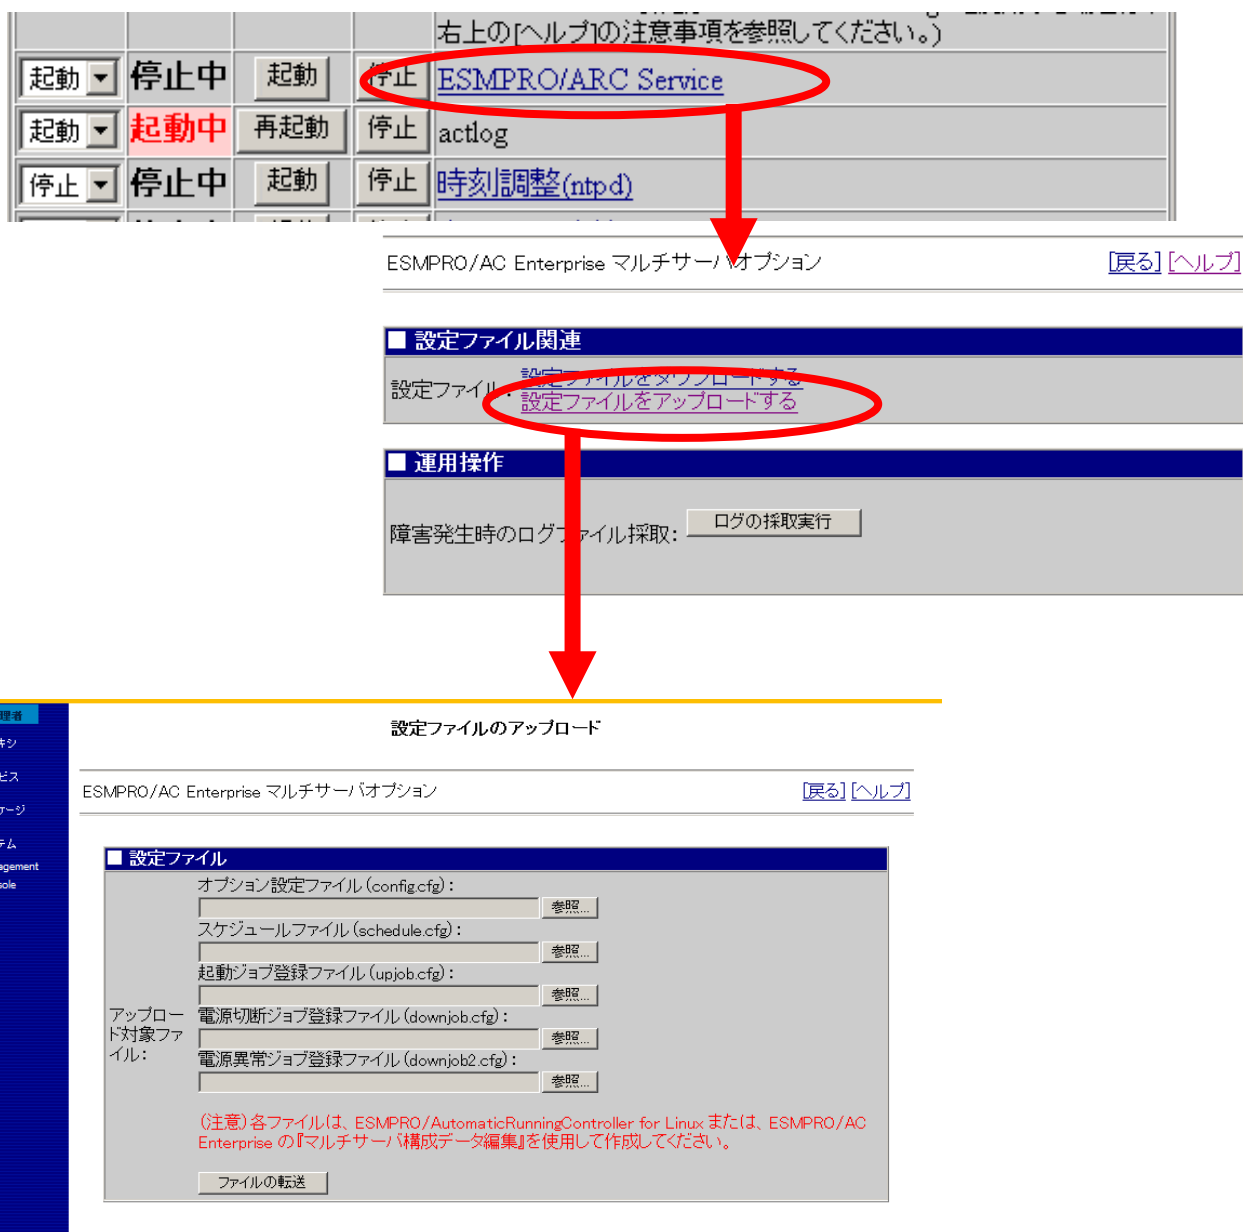 右上の[ヘルプ]の注意事項を参照してください。)
起動 停止中 起動 停止 ESMPRO/ARC Service
起動 起動中 再起動 停止 actlog
停止 停止中 起動 停止 時刻調整(ntpd)
ESMPRO/AC Enterprise マルチサーバオプション [戻る] [ヘルプ]
■ 設定ファイル関連
設定ファイルをダウンロードする
設定ファイル:
設定ファイルをアップロードする
■ 運用操作
障害発生時のログファイル採取: ログの採取実行
理者
設定ファイルのアップロード
キシ
ビス
ESMPRO/AC Enterprise マルチサーバオプション [戻る] [ヘルプ]
ケージ
テム
agement
sole
■ 設定ファイル
オプション設定ファイル (config.cfg):
参照...
スケジュールファイル (schedule.cfg):
参照...
起動ジョブ登録ファイル (upjob.cfg):
参照...
アップロード対象ファイル:
電源切断ジョブ登録ファイル (downjob.cfg):
参照...
電源異常ジョブ登録ファイル (downjob2.cfg):
参照...
(注意)各ファイルは、ESMPRO/AutomaticRunningController for Linux または、ESMPRO/AC
Enterprise の『マルチサーバ構成データ編集』を使用して作成してください。
ファイルの転送